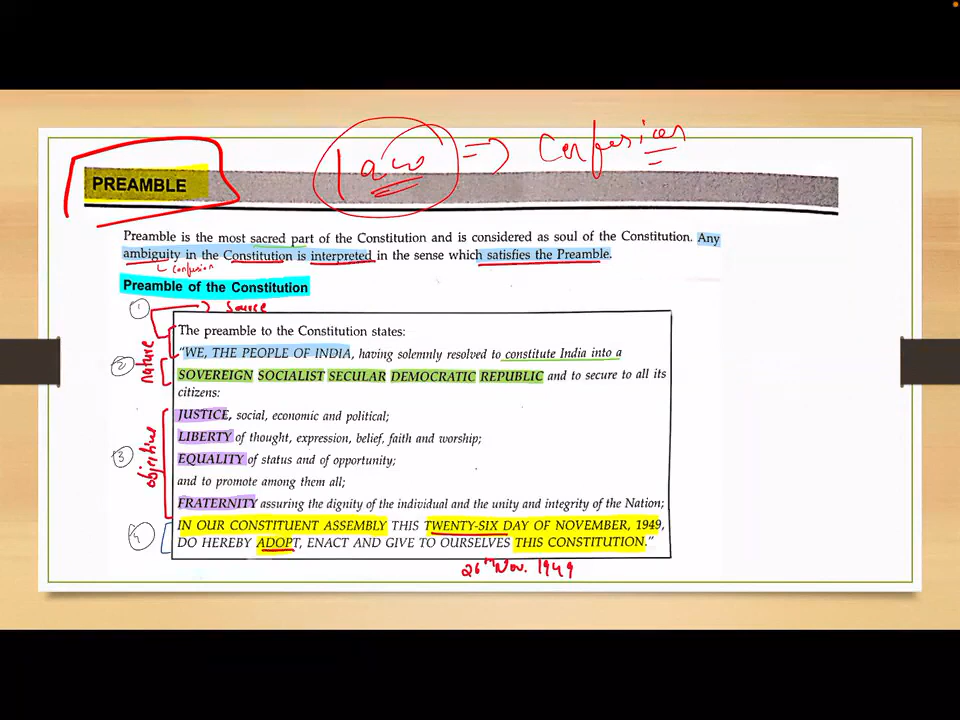 law => Confusion
PREAMBLE
Preamble is the most sacred part of the Constitution and is considered as soul of the Constitution. Any
ambiguity in the Constitution is interpreted in the sense which satisfies the Preamble.
Confusion
Preamble of the Constitution
1 Source
The preamble to the Constitution states:
"WE, THE PEOPLE OF INDIA, having solemnly resolved to constitute India into a
2 nature
SOVEREIGN SOCIALIST SECULAR DEMOCRATIC REPUBLIC and to secure to all its
citizens:
JUSTICE, social, economic and political;
LIBERTY of thought, expression, belief, faith and worship;
3 objective
EQUALITY of status and of opportunity;
and to promote among them all;
FRATERNITY assuring the dignity of the individual and the unity and integrity of the Nation;
4
IN OUR CONSTITUENT ASSEMBLY THIS TWENTY-SIX DAY OF NOVEMBER, 1949,
DO HEREBY ADOPT, ENACT AND GIVE TO OURSELVES THIS CONSTITUTION."
26th Nov. 1949